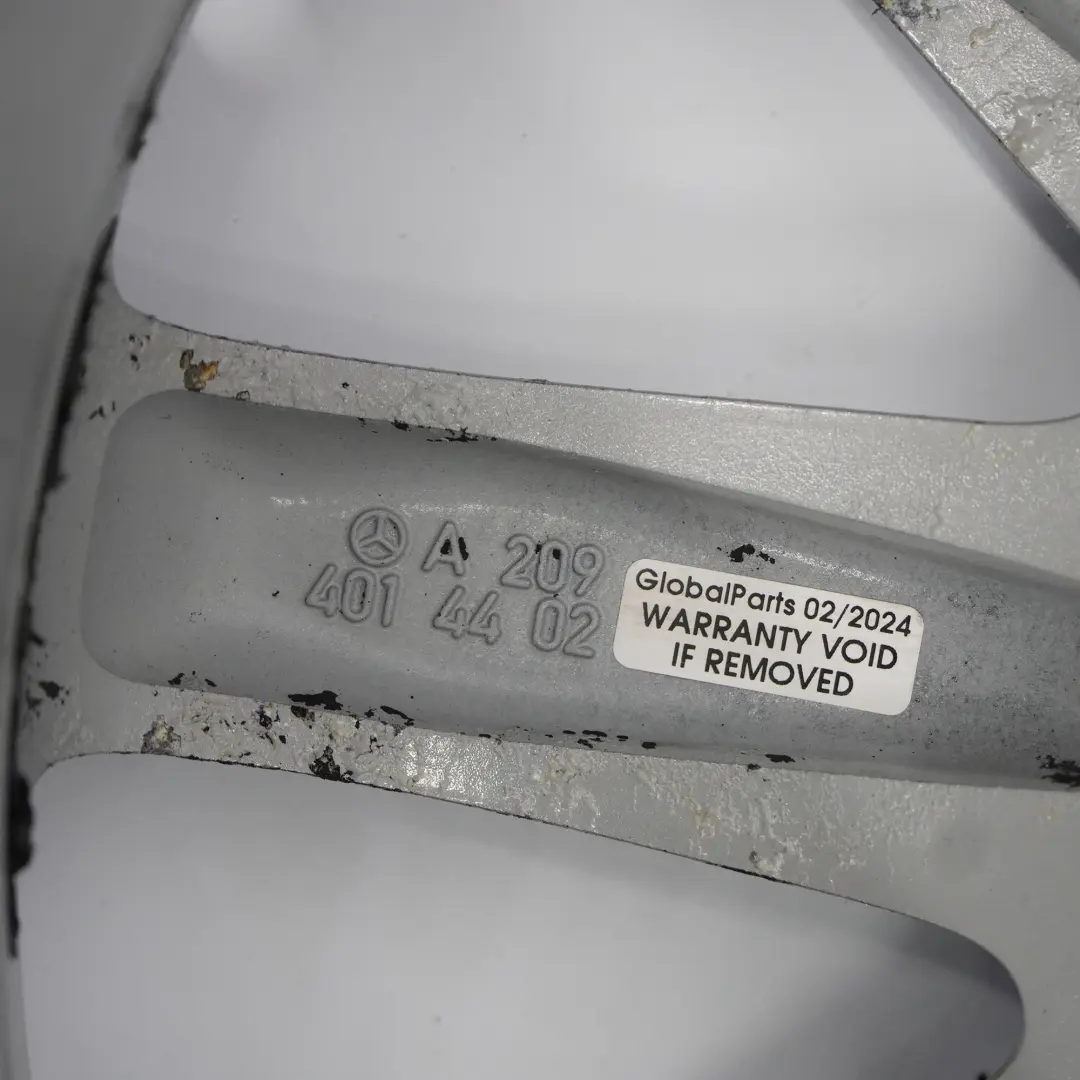 A 209
401 44 02
GlobalParts 02/2024
WARRANTY VOID
IF REMOVED